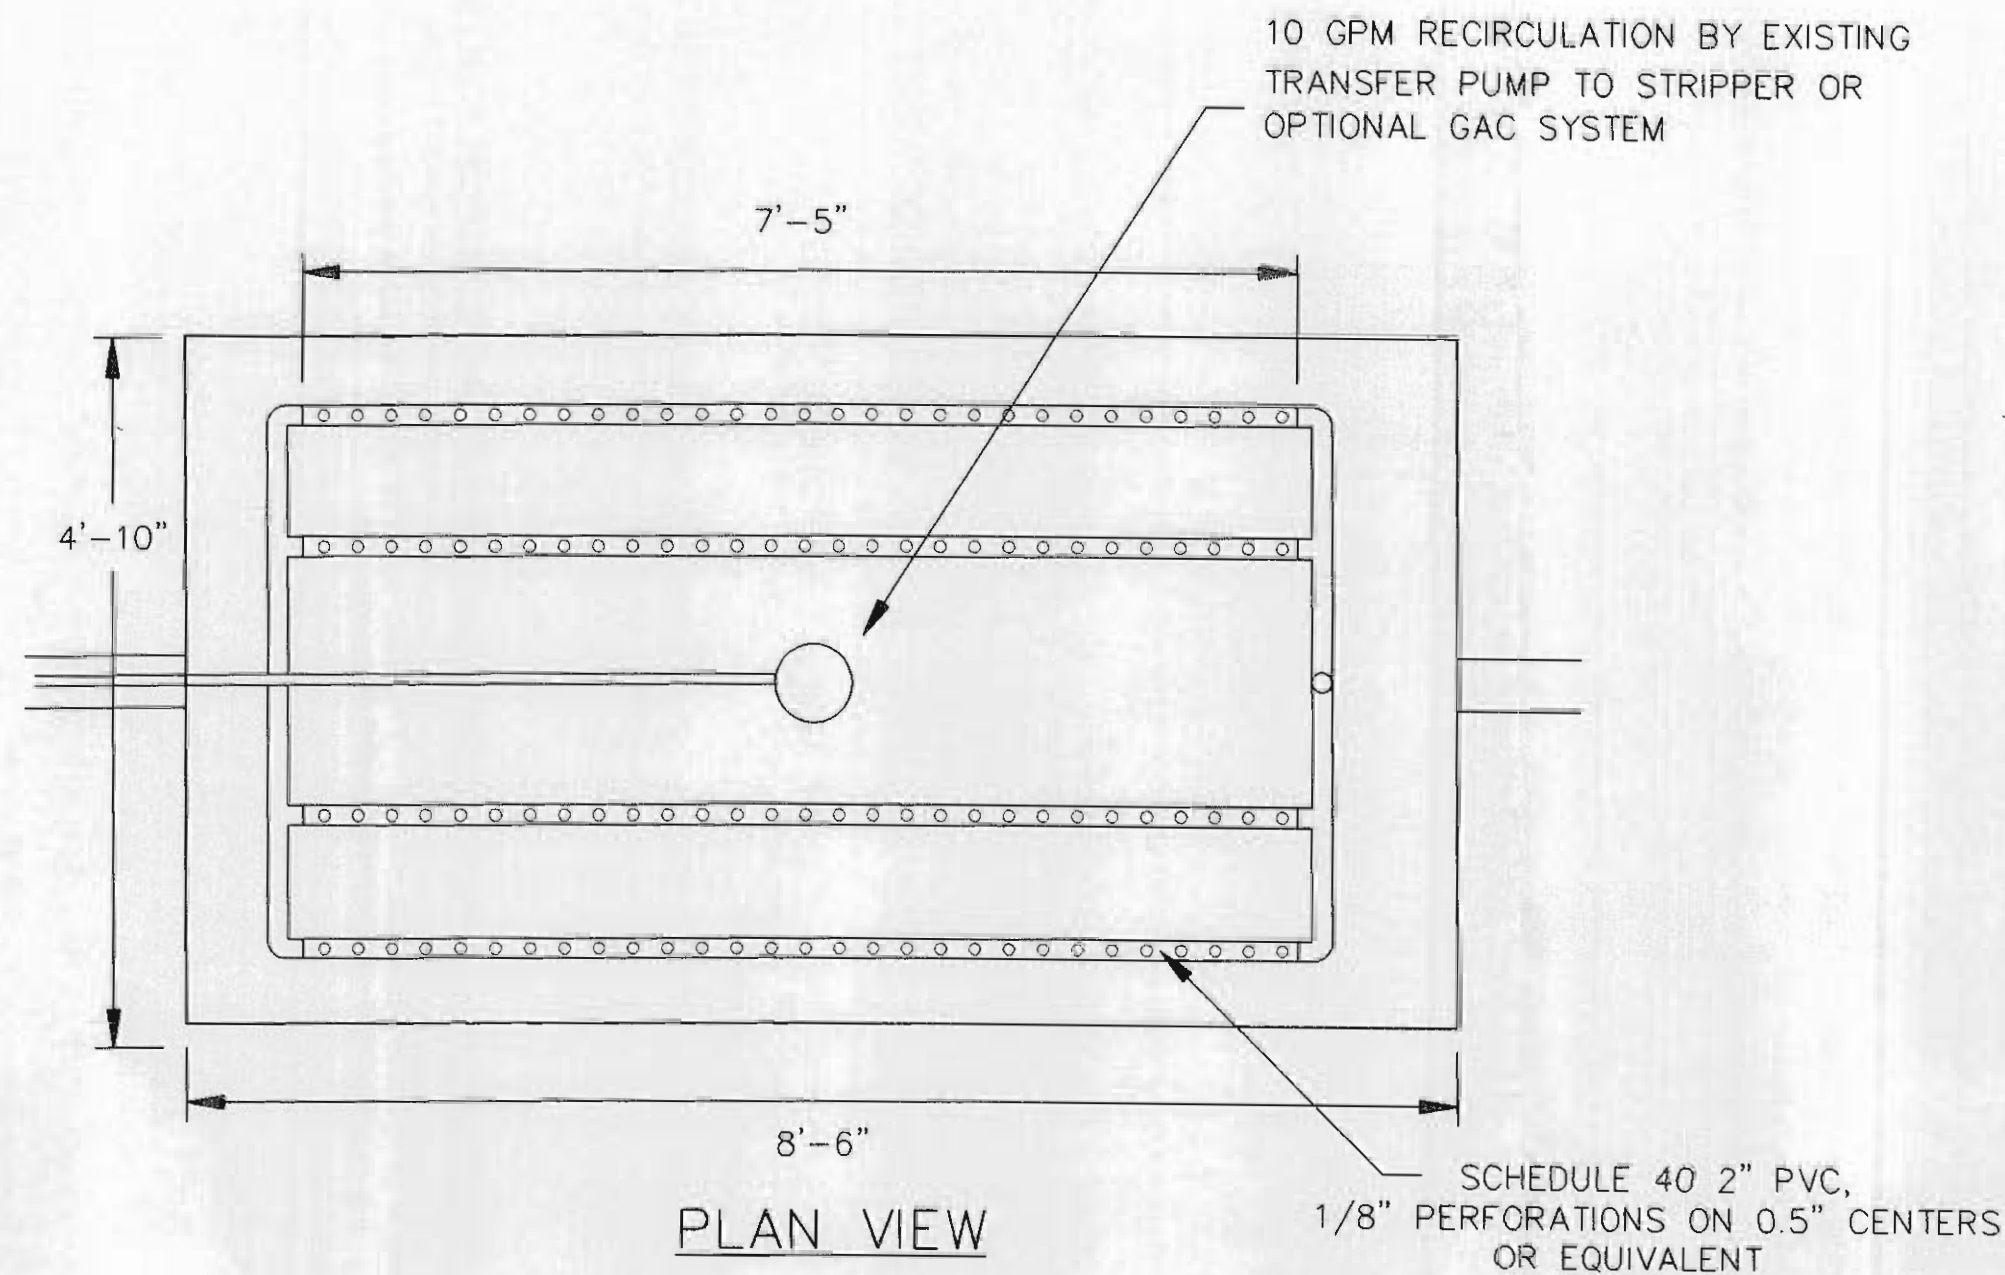 10 GPM RECIRCULATION BY EXISTING
TRANSFER PUMP TO STRIPPER OR
OPTIONAL GAC SYSTEM
7'-5"
4'-10"
8'-6"
PLAN VIEW
SCHEDULE 40 2" PVC,
1/8" PERFORATIONS ON 0.5" CENTERS
OR EQUIVALENT